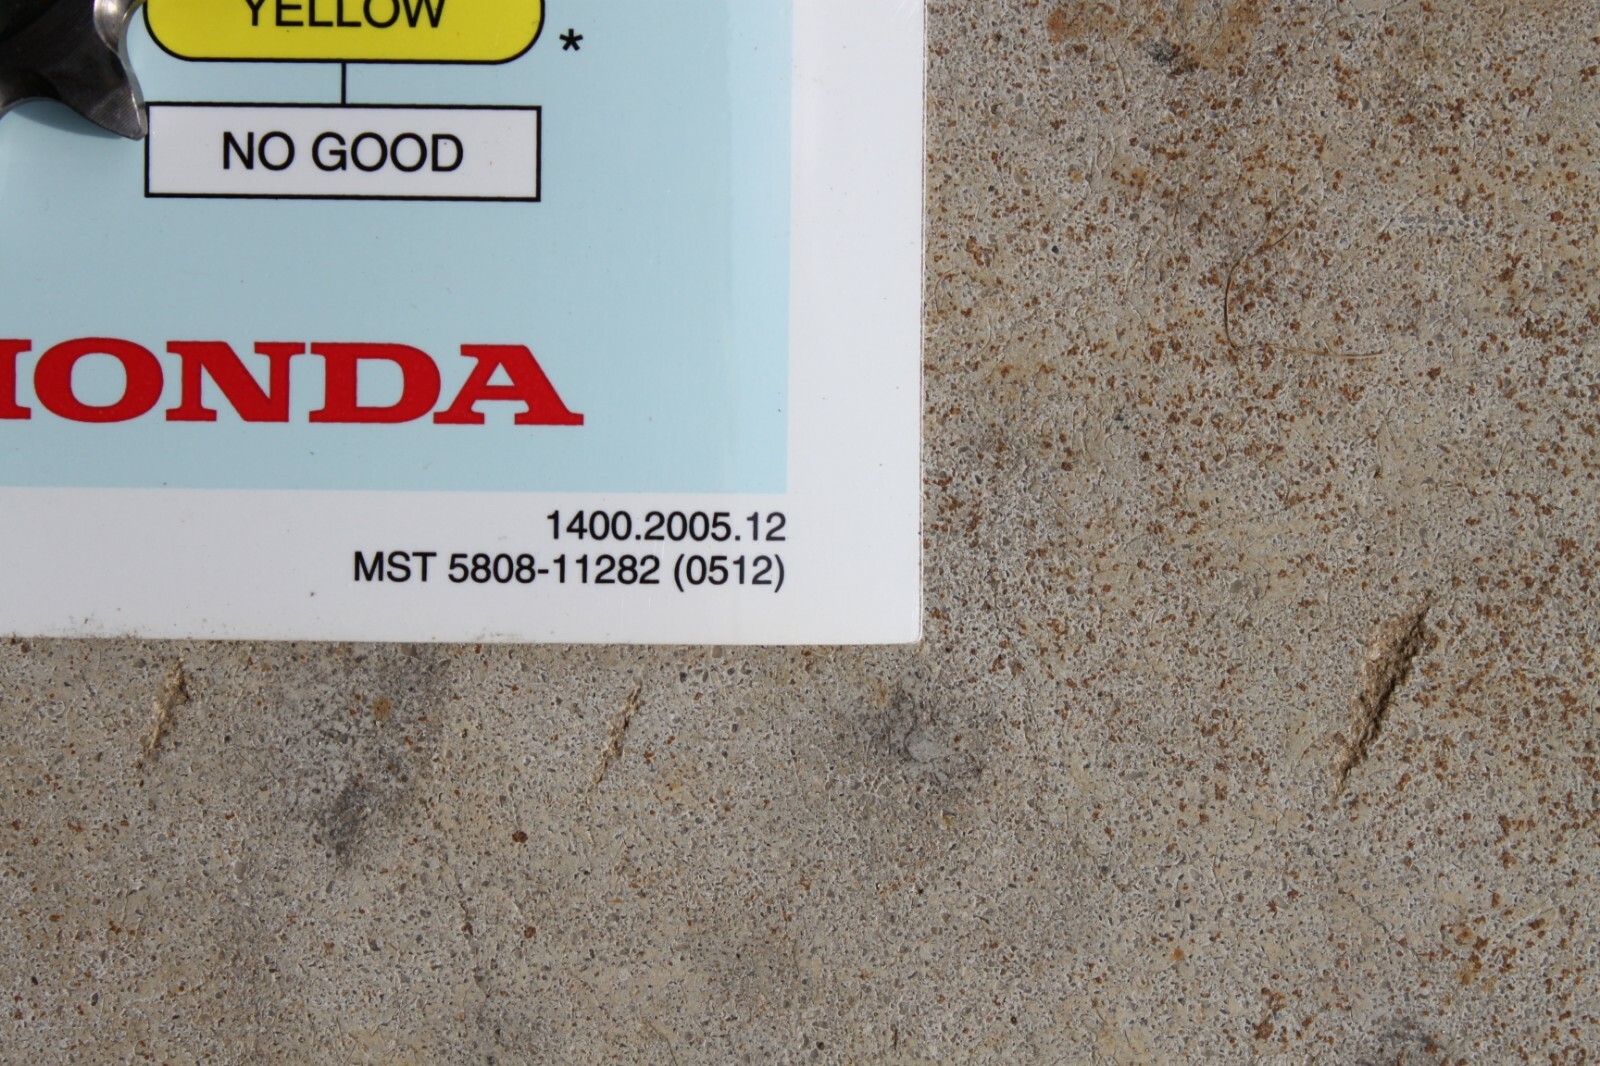 YELLOW
*
NO GOOD
HONDA
1400.2005.12
MST 5808-11282 (0512)